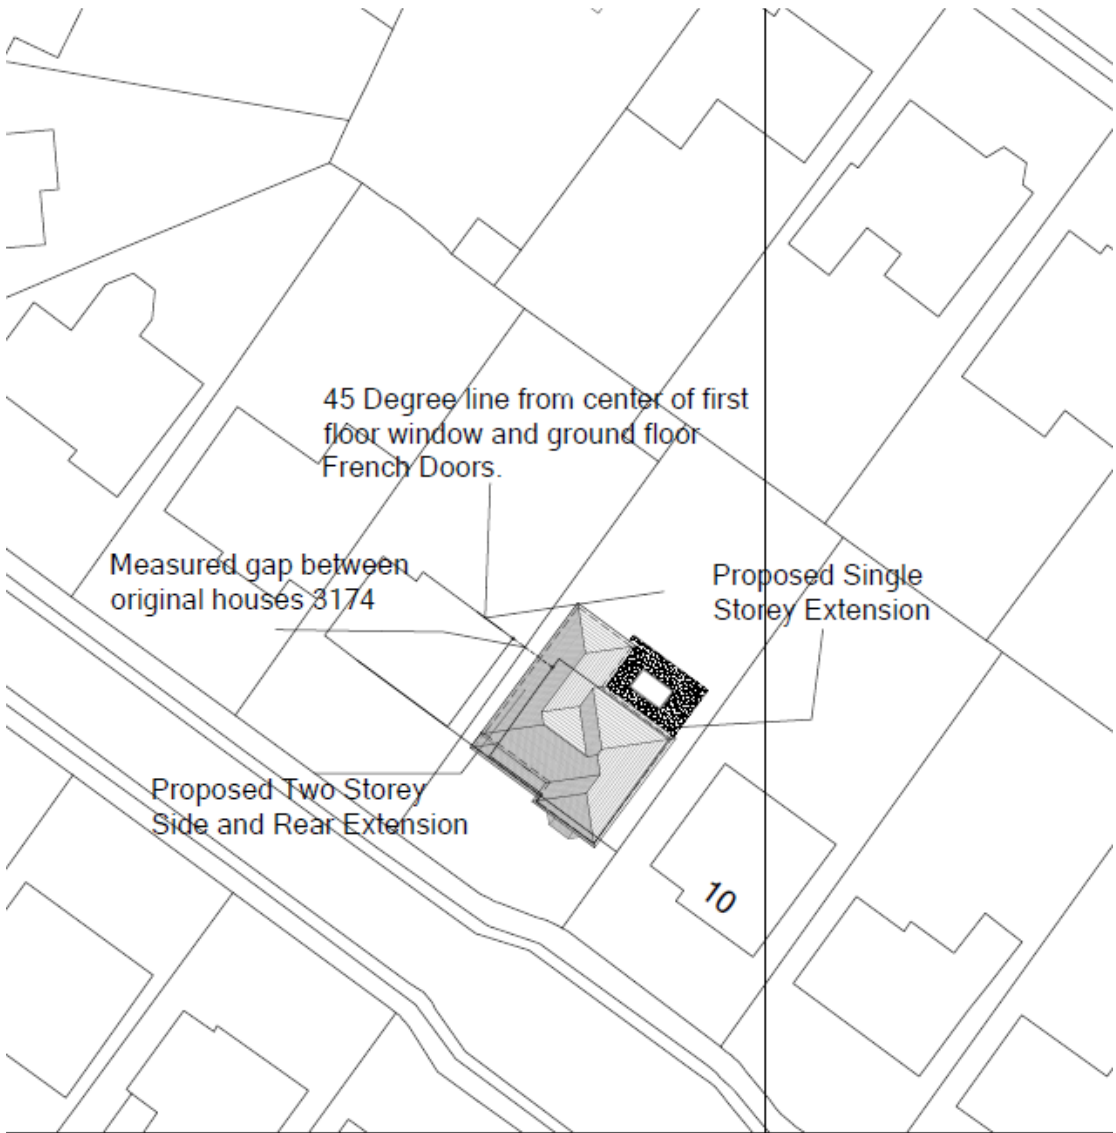 45 Degree line from center of first
floor window and ground floor
French Doors.
Measured gap between
original houses 3174
Proposed Single
Storey Extension
Proposed Two Storey
Side and Rear Extension
10